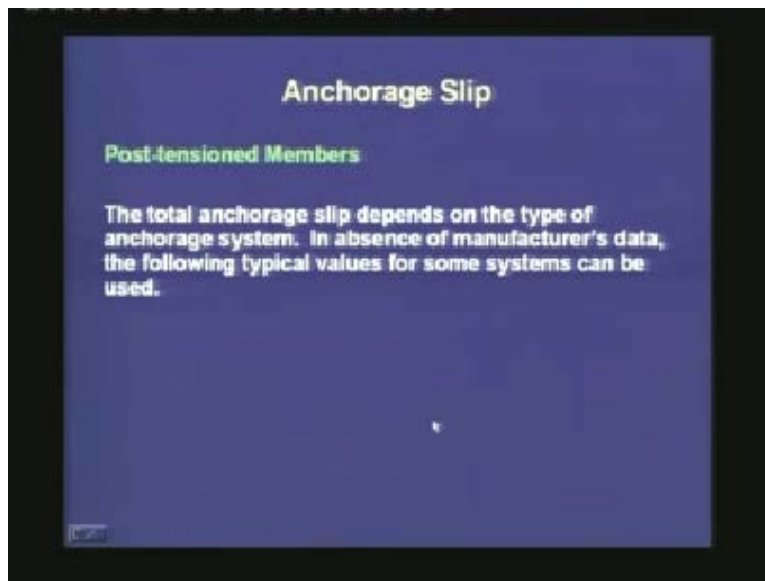 Anchorage Slip
Post-tensioned Members
The total anchorage slip depends on the type of
anchorage system. In absence of manufacturer's data,
the following typical values for some systems can be
used.